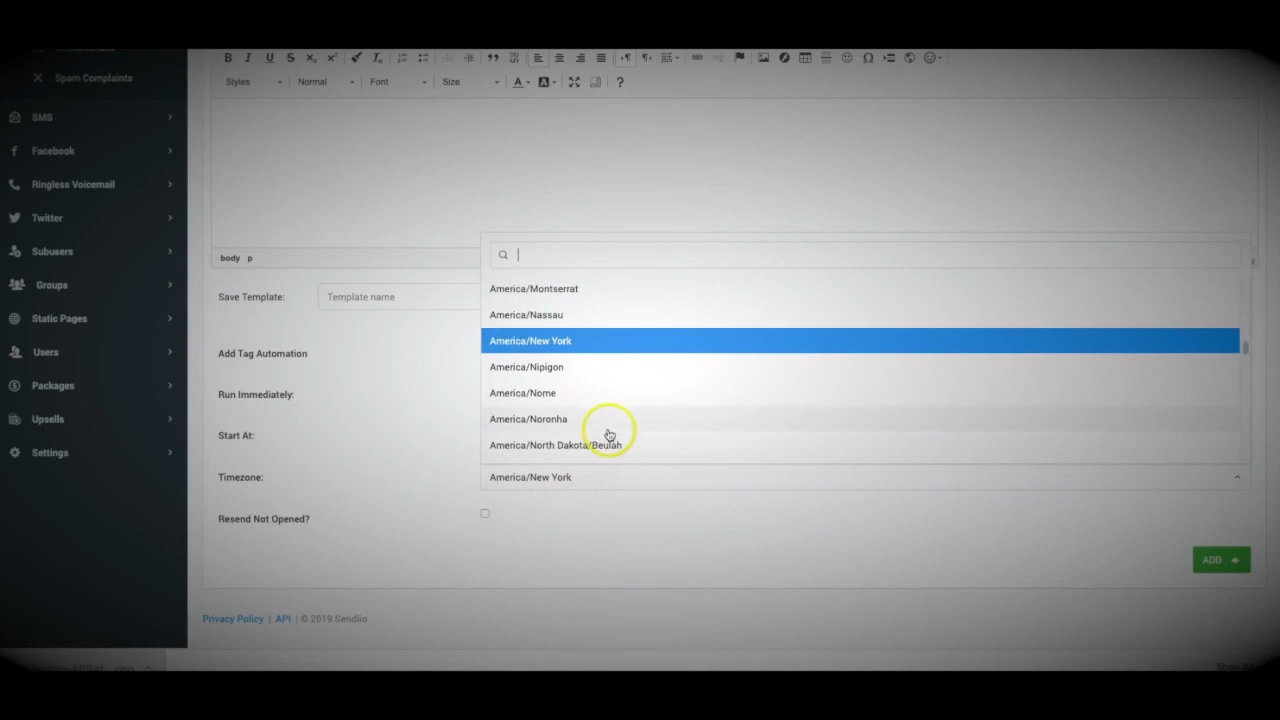 Spam Complaints
SMS
Facebook
Ringless Voicemail
Twitter
Subusers
Groups
Static Pages
Users
Packages
Upsells
Settings
Styles Normal Font Size A A ?
body p
Save Template: Template name
Add Tag Automation
Run Immediately:
Start At:
Timezone:
Resend Not Opened?
America/Montserrat
America/Nassau
America/New York
America/Nipigon
America/Nome
America/Noronha
America/North Dakota/Beulah
America/New York
ADD
Privacy Policy | API | © 2019 Sendiio